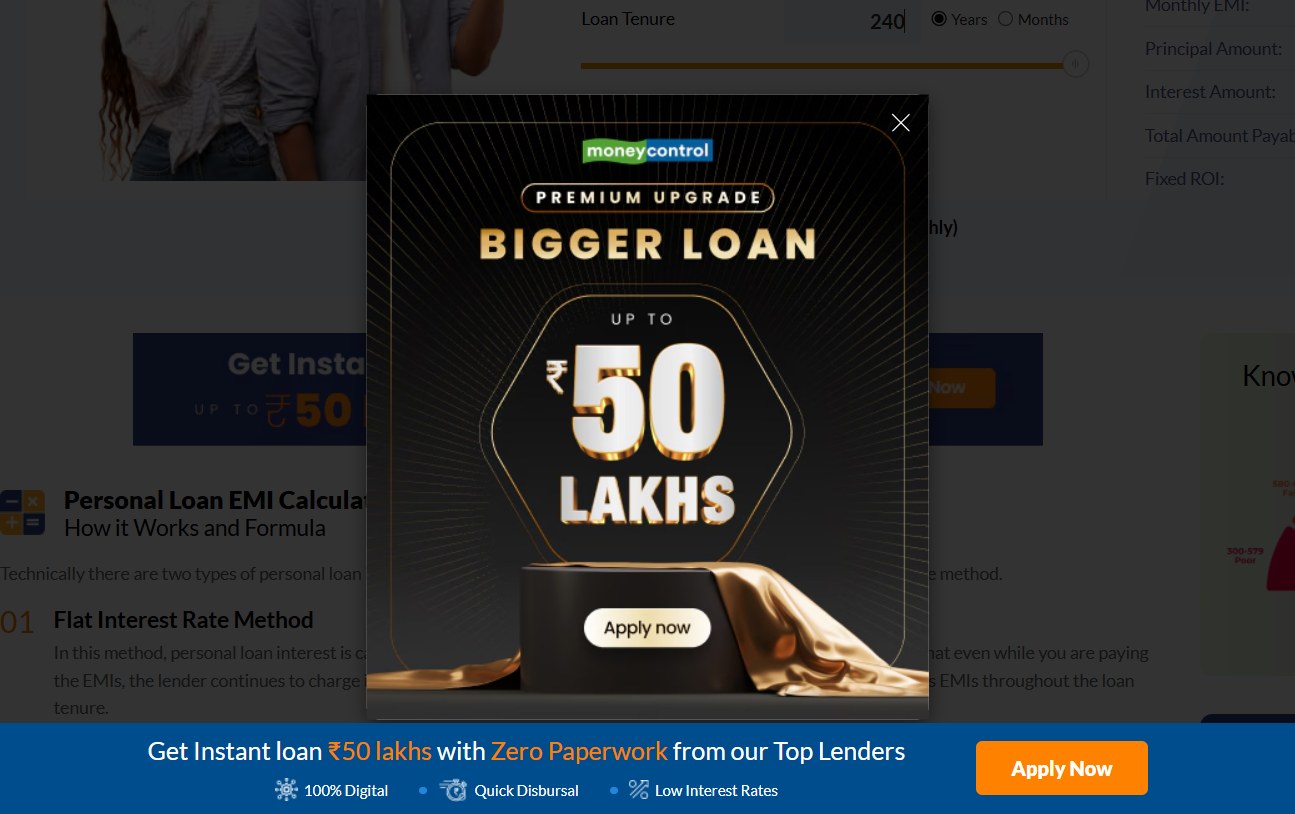 Loan Tenure
240
Years
Months
Monthly EMI:
Principal Amount:
Interest Amount:
Total Amount Payab
Fixed ROI:
hly)
moneycontrol
PREMIUM UPGRADE
BIGGER LOAN
UP TO
₹50
LAKHS
Apply now
Get Insta
UP TO ₹50
Now
Know
580-
300-579
Poor
Personal Loan EMI Calculat
How it Works and Formula
Technically there are two types of personal loan
e method.
01 Flat Interest Rate Method
In this method, personal loan interest is ca
hat even while you are paying
the EMIs, the lender continues to charge
s EMIs throughout the loan
tenure.
Get Instant loan ₹50 lakhs with Zero Paperwork from our Top Lenders
100% Digital
Quick Disbursal
Low Interest Rates
Apply Now